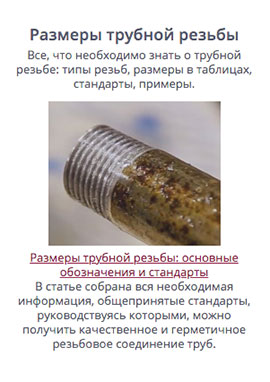 Размеры трубной резьбы
Все, что необходимо знать о трубной
резьбе: типы резьб, размеры в таблицах,
стандарты, примеры.
Размеры трубной резьбы: основные
обозначения и стандарты
В статье собрана вся необходимая
информация, общепринятые стандарты,
руководствуясь которыми, можно
получить качественное и герметичное
резьбовое соединение труб.